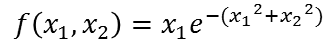 f(x₁, x₂) = x₁e^{-(x₁²+x₂²)}